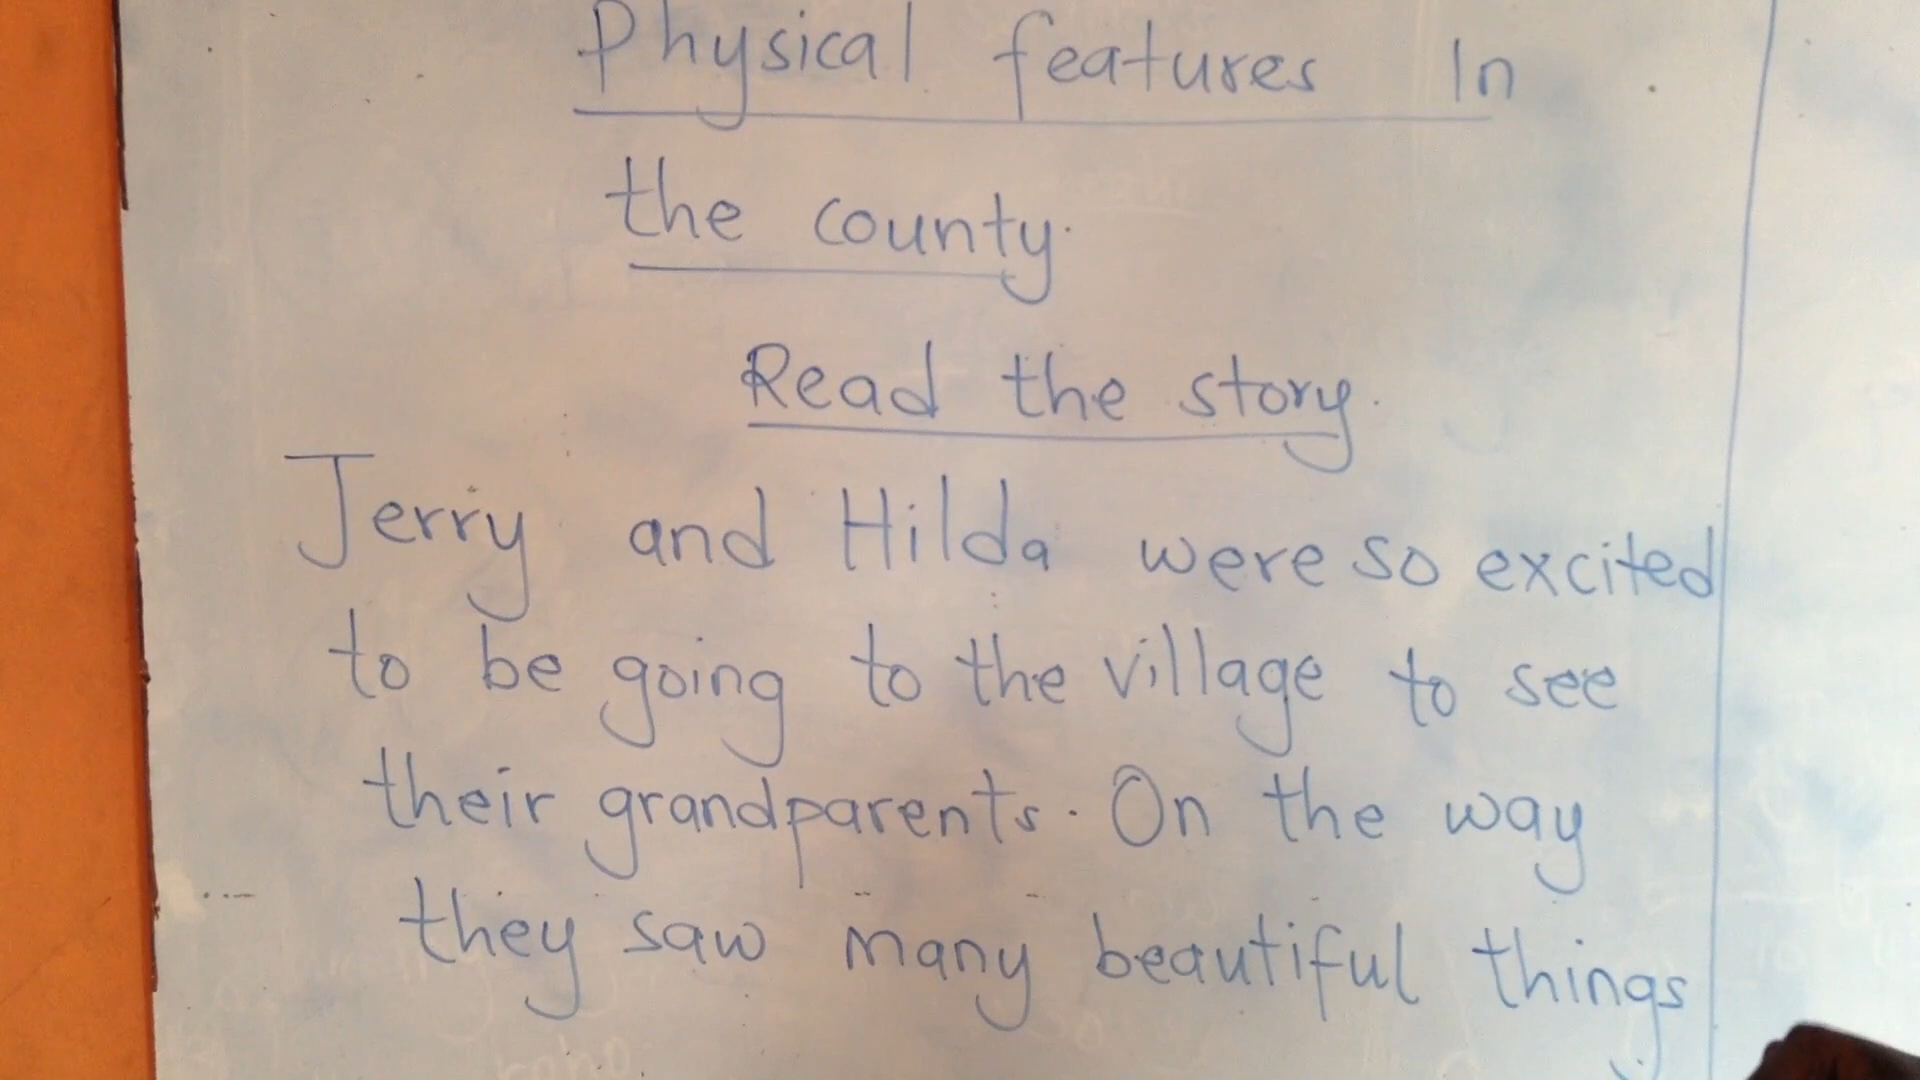 Physical features In
the county.
Read the story.
Jerry and Hilda were so excited
to be going to the village to see
their grandparents. On the way
they saw many beautiful things